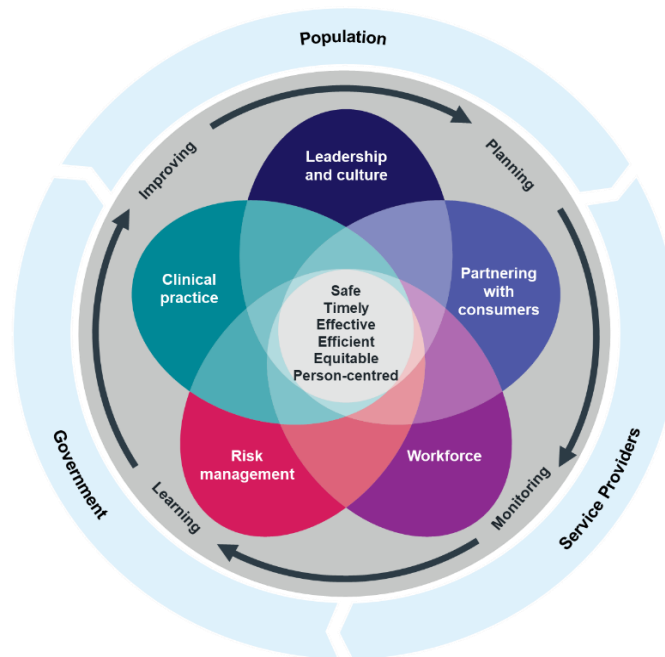 Population
Improving
Planning
Leadership
and culture
Clinical
practice
Partnering
with
consumers
Safe
Timely
Effective
Efficient
Equitable
Person-centred
Risk
management
Workforce
Learning
Monitoring
Government
Service Providers